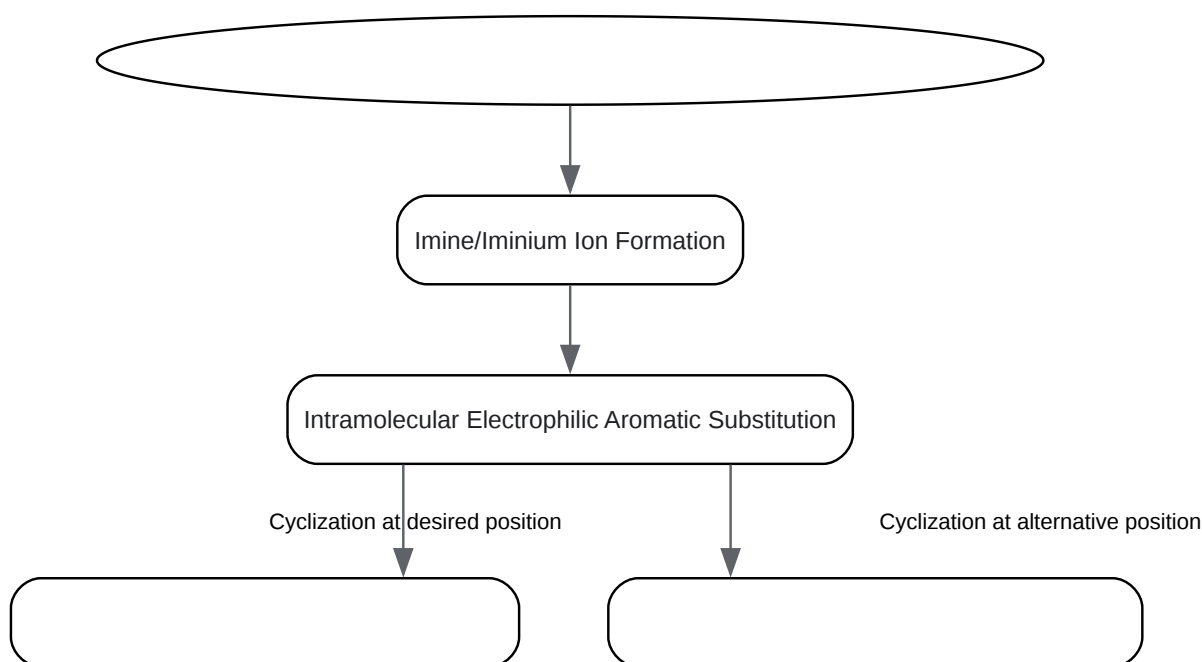 Imine/Iminium Ion Formation
Intramolecular Electrophilic Aromatic Substitution
Cyclization at desired position
Cyclization at alternative position